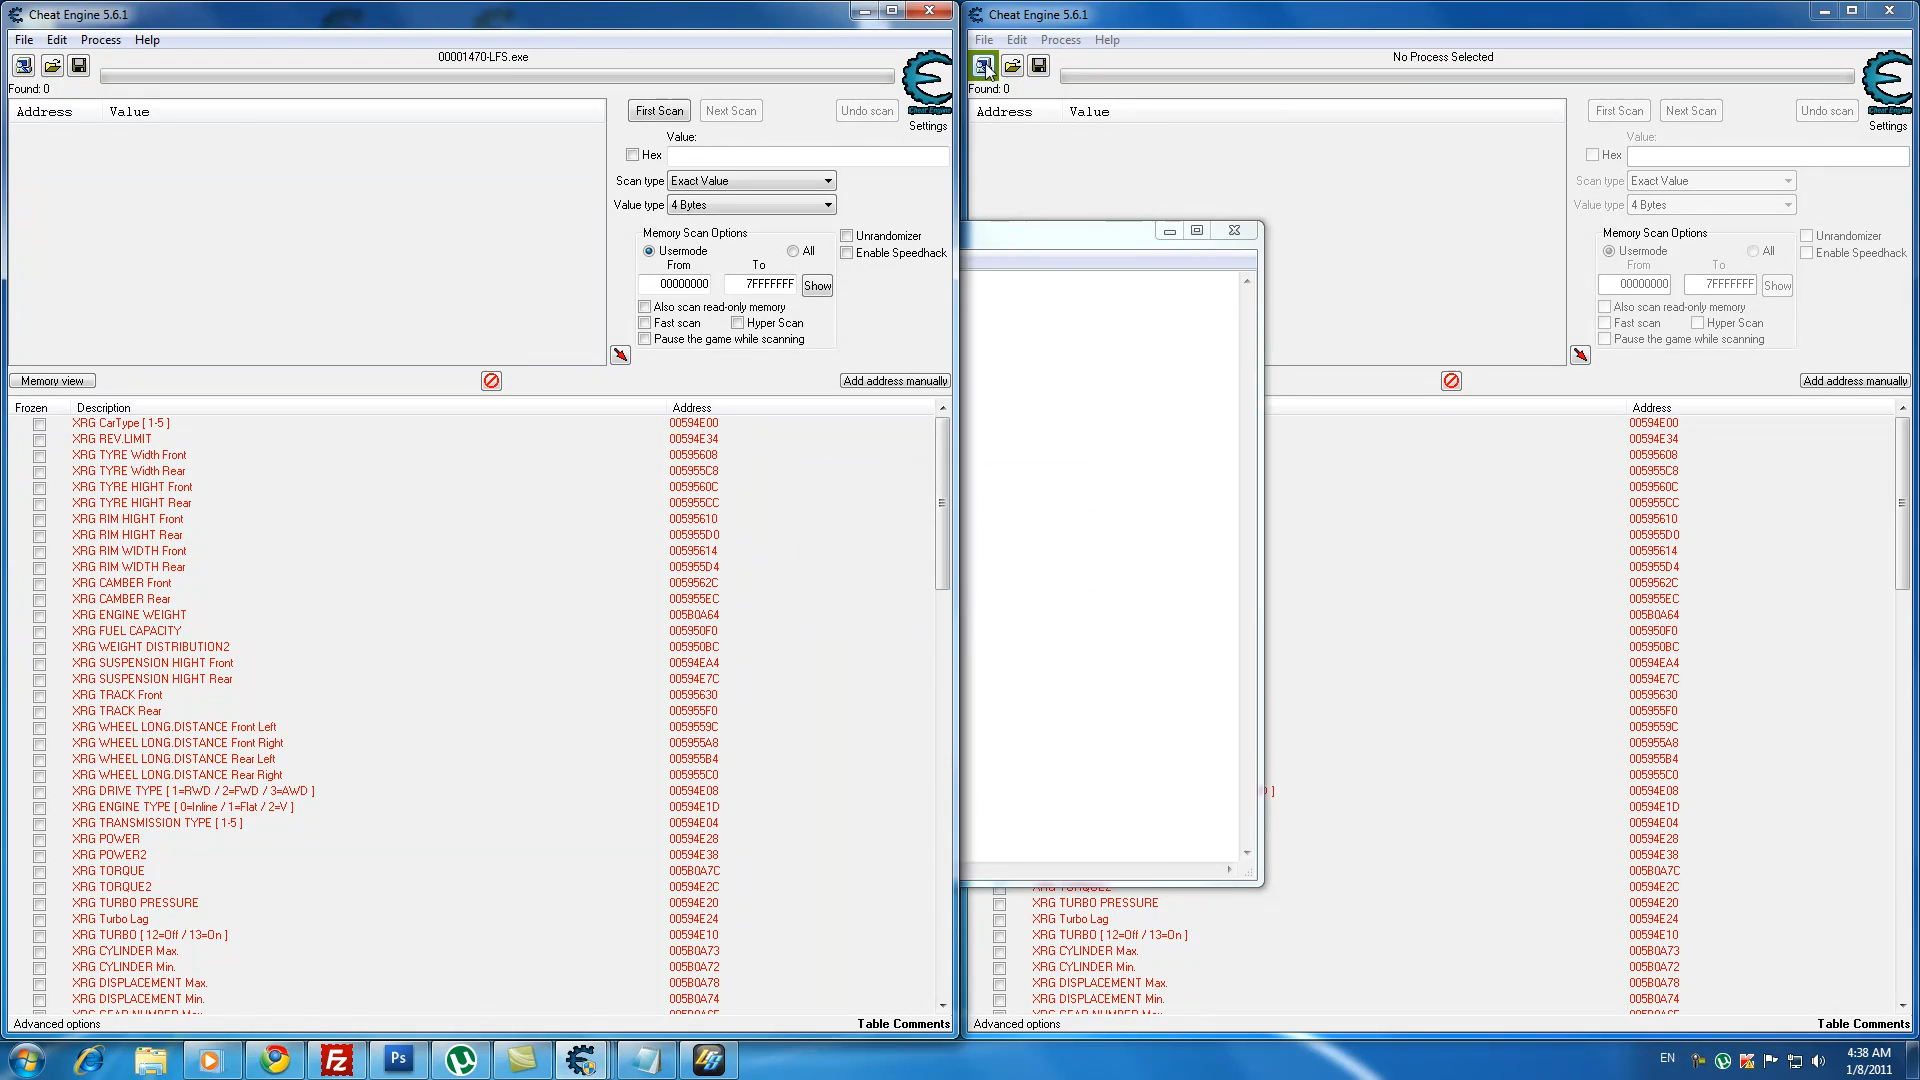 Cheat Engine 5.6.1
File Edit Process Help
00001470-LFS.exe
Found: 0
Address Value
First Scan Next Scan Undo scan
Cheat Engine
Settings
Value:
Hex
Scan type Exact Value
Value type 4 Bytes
Memory Scan Options
Usermode All
From To
00000000 7FFFFFFF Show
Unrandomizer
Enable Speedhack
Also scan read-only memory
Fast scan Hyper Scan
Pause the game while scanning
Memory view Add address manually
Frozen Description Address
XRG CarType [ 1-5 ] 00594E00
XRG REV.LIMIT 00594E34
XRG TYRE Width Front 00595608
XRG TYRE Width Rear 005955C8
XRG TYRE HIGHT Front 0059560C
XRG TYRE HIGHT Rear 005955CC
XRG RIM HIGHT Front 00595610
XRG RIM HIGHT Rear 005955D0
XRG RIM WIDTH Front 00595614
XRG RIM WIDTH Rear 005955D4
XRG CAMBER Front 0059562C
XRG CAMBER Rear 005955EC
XRG ENGINE WEIGHT 005B0A64
XRG FUEL CAPACITY 005950F0
XRG WEIGHT DISTRIBUTION2 005950BC
XRG SUSPENSION HIGHT Front 00594EA4
XRG SUSPENSION HIGHT Rear 00594E7C
XRG TRACK Front 00595630
XRG TRACK Rear 005955F0
XRG WHEEL LONG.DISTANCE Front Left 0059559C
XRG WHEEL LONG.DISTANCE Front Right 005955A8
XRG WHEEL LONG.DISTANCE Rear Left 005955B4
XRG WHEEL LONG.DISTANCE Rear Right 005955C0
XRG DRIVE TYPE [ 1=RWD / 2=FWD / 3=AWD ] 00594E08
XRG ENGINE TYPE [ 0=Inline / 1=Flat / 2=V ] 00594E1D
XRG TRANSMISSION TYPE [ 1-5 ] 00594E04
XRG POWER 00594E28
XRG POWER2 00594E38
XRG TORQUE 005B0A7C
XRG TORQUE2 00594E2C
XRG TURBO PRESSURE 00594E20
XRG Turbo Lag 00594E24
XRG TURBO [ 12=Off / 13=On ] 00594E10
XRG CYLINDER Max. 005B0A73
XRG CYLINDER Min. 005B0A72
XRG DISPLACEMENT Max. 005B0A78
XRG DISPLACEMENT Min. 005B0A74
Advanced options Table Comments
Cheat Engine 5.6.1
File Edit Process Help
No Process Selected
Found: 0
Address Value
First Scan Next Scan Undo scan
Cheat Engine
Settings
Value:
Hex
Scan type Exact Value
Value type 4 Bytes
Memory Scan Options
Usermode All
From To
00000000 7FFFFFFF Show
Unrandomizer
Enable Speedhack
Also scan read-only memory
Fast scan Hyper Scan
Pause the game while scanning
Add address manually
Address
00594E00
00594E34
00595608
005955C8
0059560C
005955CC
00595610
005955D0
00595614
005955D4
0059562C
005955EC
005B0A64
005950F0
005950BC
00594EA4
00594E7C
00595630
005955F0
0059559C
005955A8
005955B4
005955C0
] 00594E08
00594E1D
00594E04
00594E28
00594E38
005B0A7C
XRG TORQUE2 00594E2C
XRG TURBO PRESSURE 00594E20
XRG Turbo Lag 00594E24
XRG TURBO [ 12=Off / 13=On ] 00594E10
XRG CYLINDER Max. 005B0A73
XRG CYLINDER Min. 005B0A72
XRG DISPLACEMENT Max. 005B0A78
XRG DISPLACEMENT Min. 005B0A74
Advanced options Table Comments
Fz Ps
EN
4:38 AM
1/8/2011